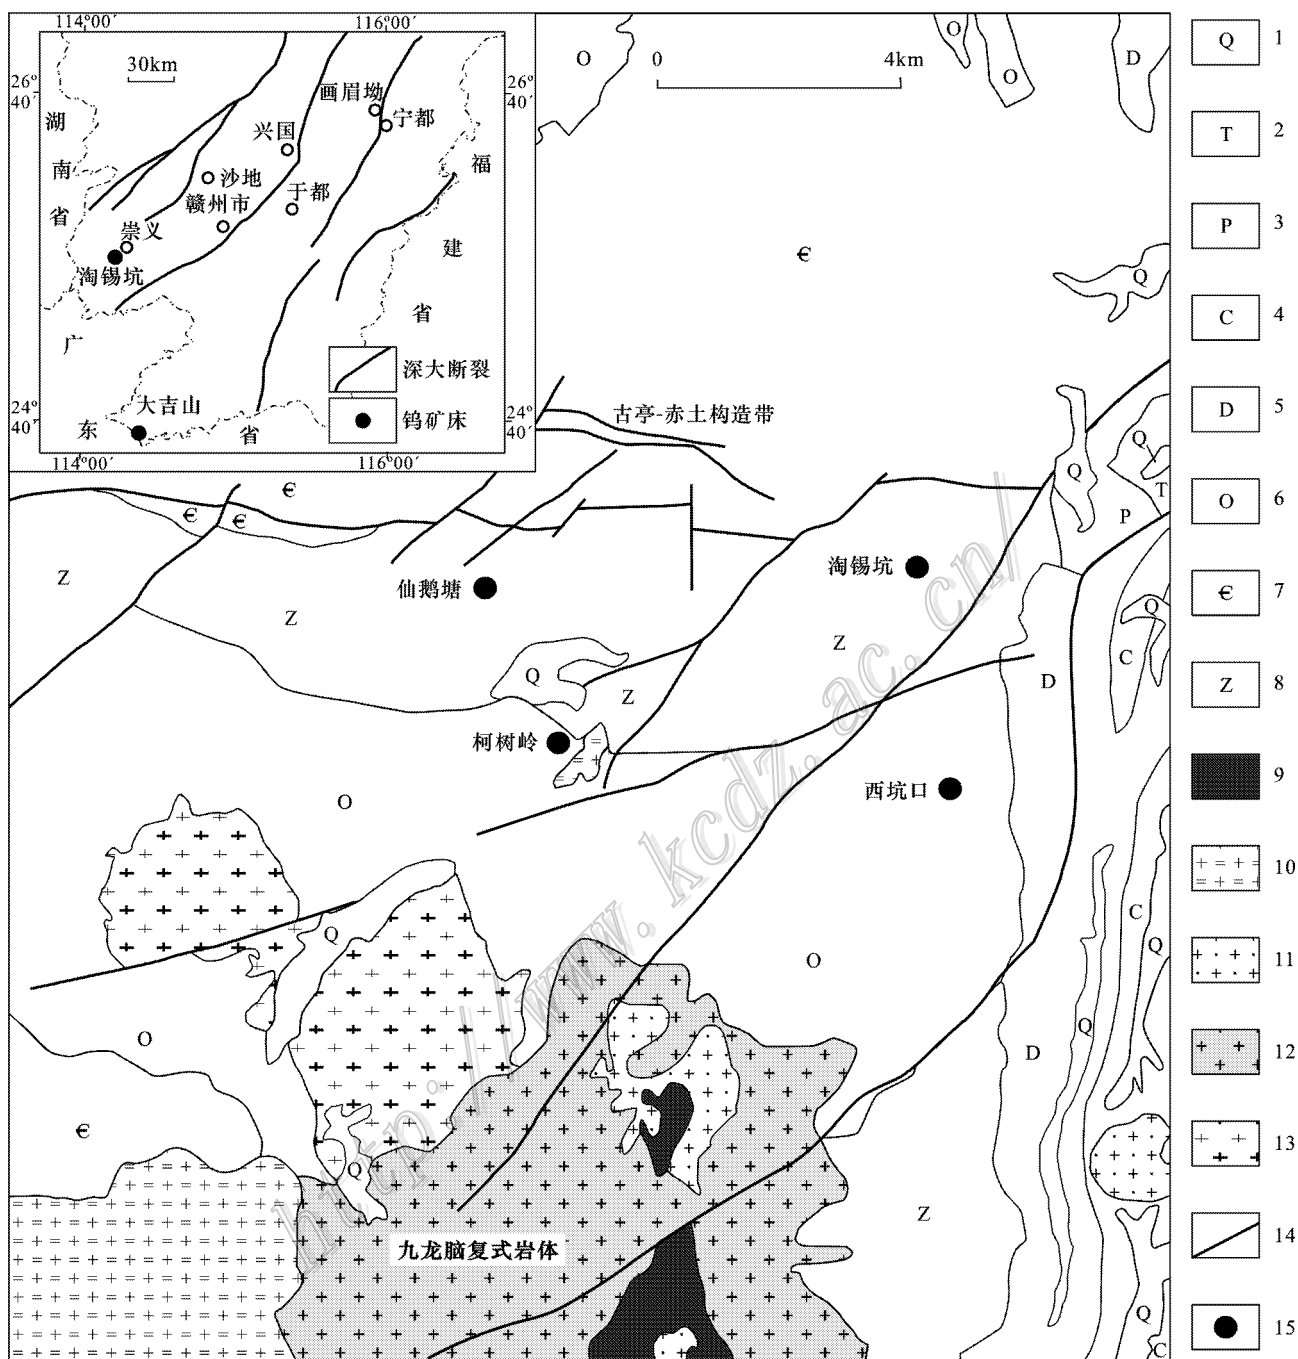 114°00′ 116°00′
26°
40′
26°
40′
30km
画眉坳
宁都
兴国
沙地
赣州市
于都
崇义
淘锡坑
湖
南
省
福
建
省
广
东
省
大吉山
深大断裂
钨矿床
24°
40′
24°
40′
114°00′ 116°00′
0 4km
O
O
O
D
Є
Q
古亭-赤土构造带
Є
Є
Є
Z
Z
仙鹅塘
淘锡坑
Z
Q
Z
Q
Q
T
P
Q
C
D
柯树岭
西坑口
O
Q
O
C
Q
O
Q
D
Є
Q
Z
九龙脑复式岩体
Q
C
http://www.kcdz.ac.cn/
Q 1
T 2
P 3
C 4
D 5
O 6
Є 7
Z 8
9
10
11
12
13
14
15